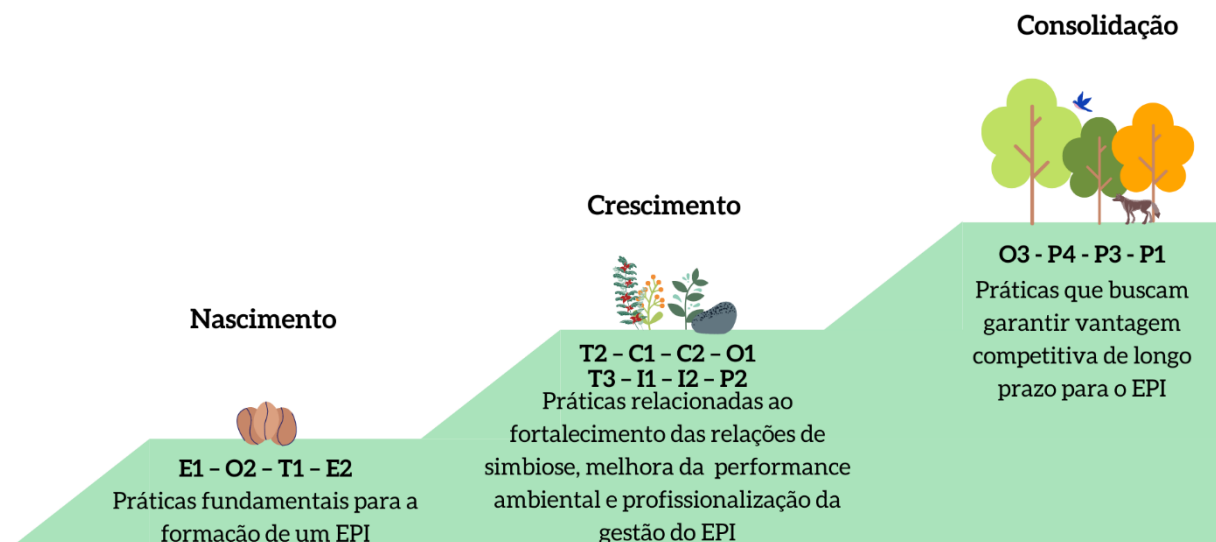 Nascimento
E1 – O2 – T1 – E2
Práticas fundamentais para a
formação de um EPI
Crescimento
T2 – C1 – C2 – O1
T3 – I1 – I2 – P2
Práticas relacionadas ao
fortalecimento das relações de
simbiose, melhora da performance
ambiental e profissionalização da
gestão do EPI
Consolidação
O3 - P4 - P3 - P1
Práticas que buscam
garantir vantagem
competitiva de longo
prazo para o EPI